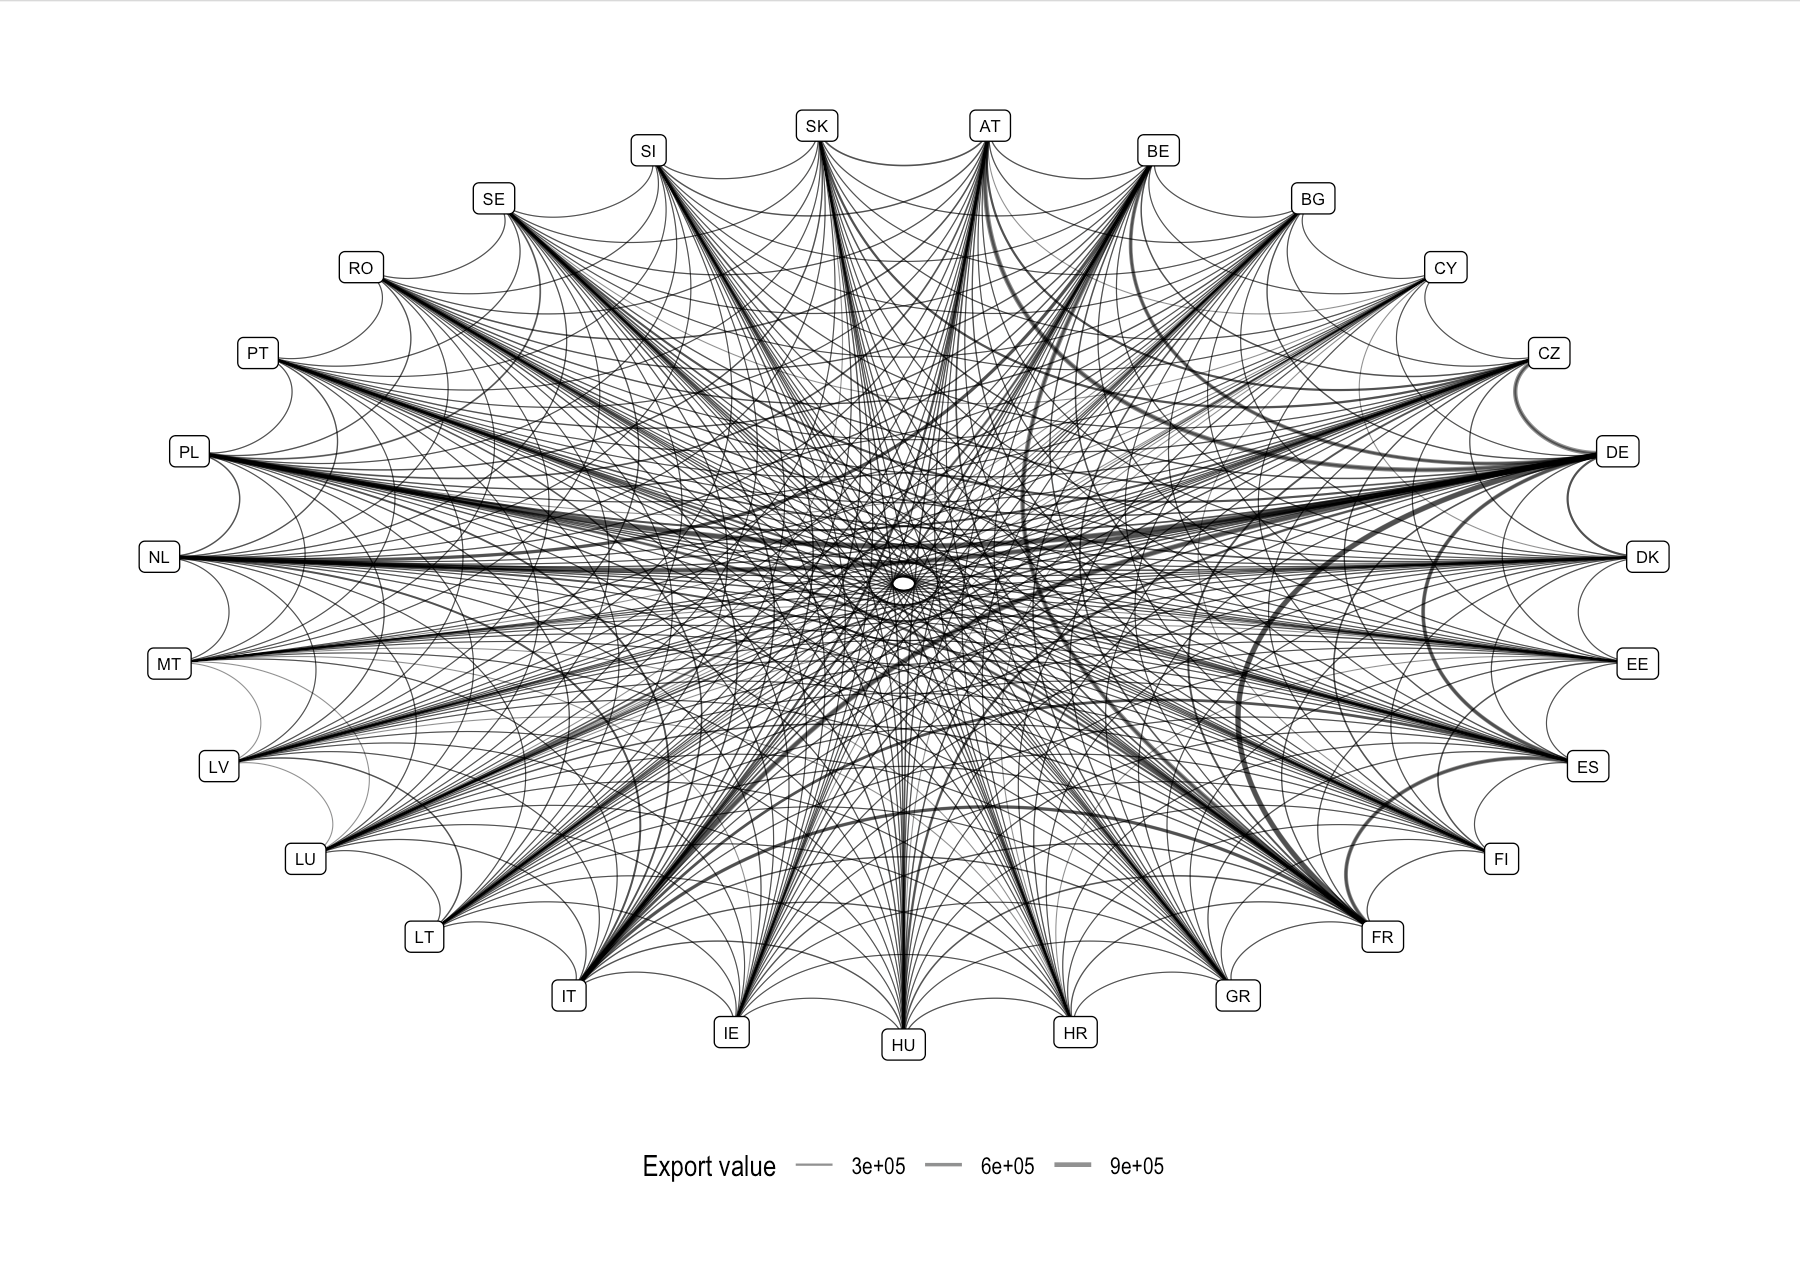 SK
AT
SI
BE
SE
BG
RO
CY
PT
CZ
PL
DE
NL
DK
MT
EE
LV
ES
LU
FI
LT
FR
IT
GR
IE
HR
HU
Export value 3e+05 6e+05 9e+05